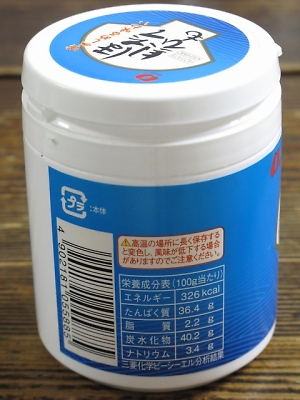 プラ
:本体
高温の場所に長く保存する
と変色し、風味が低下する場合
がありますのでご注意ください。
栄養成分表(100g当たり)
エネルギー 326 kcal
たんぱく質 36.4 g
脂質 2.2 g
炭水化物 40.2 g
ナトリウム 3.4 g
三菱化学ビーシーエル分析結果
4902181055885